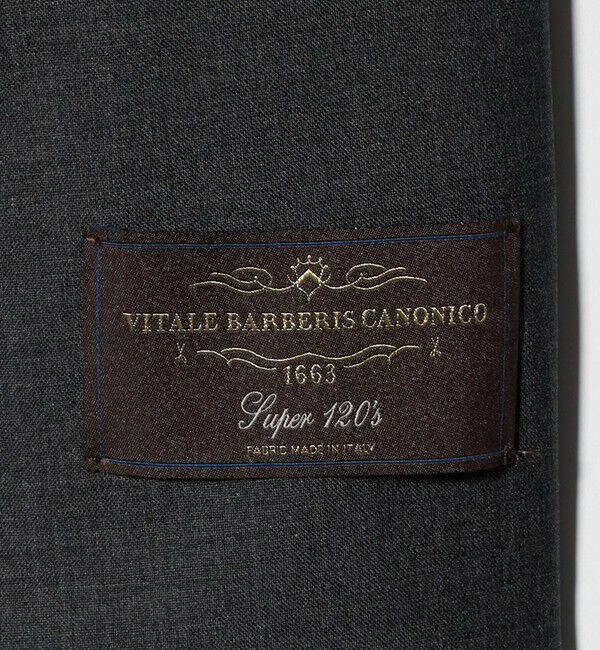 VITALE BARBERIS CANONICO
1663
Super 120's
FABRIC MADE IN ITALY